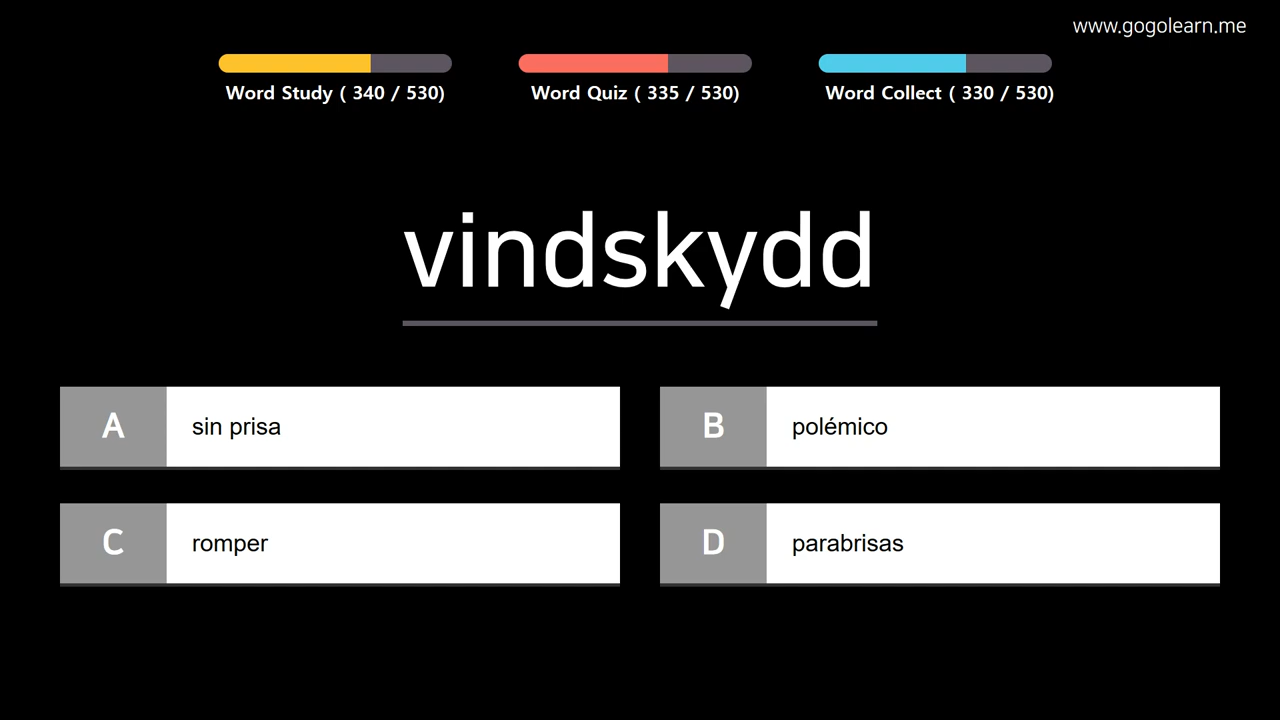 www.gogolearn.me
Word Study ( 340 / 530)
Word Quiz ( 335 / 530)
Word Collect ( 330 / 530)
vindskydd
A sin prisa
B polémico
C romper
D parabrisas